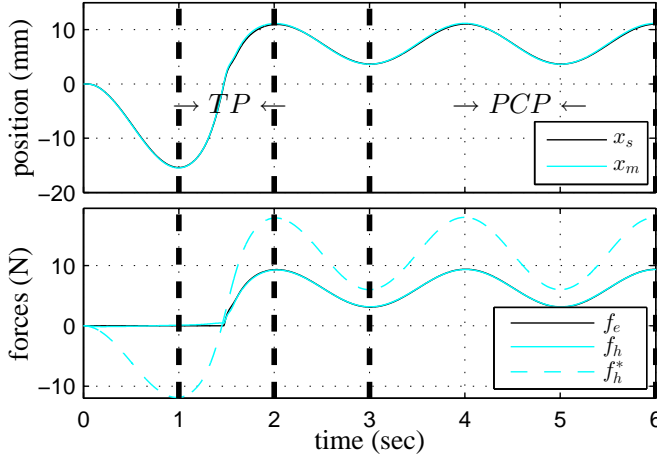 10
0
−10
−20
position (mm)
→ TP ←
→ PCP ←
x_s
x_m
10
0
−10
forces (N)
f_e
f_h
f_h^*
0 1 2 3 4 5 6
time (sec)